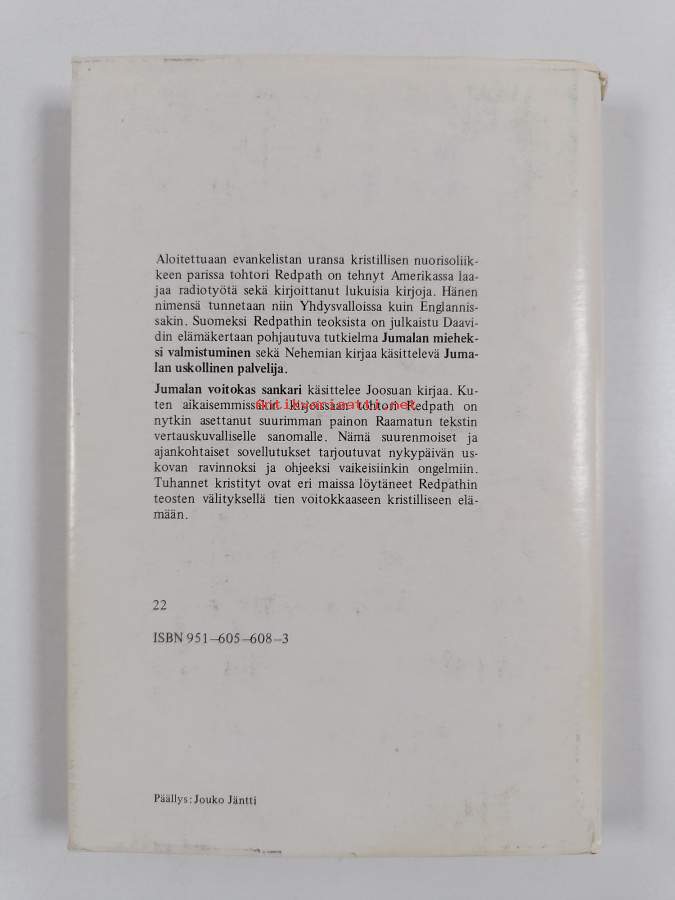 Aloitettuaan evankelistan uransa kristillisen nuorisoliik-
keen parissa tohtori Redpath on tehnyt Amerikassa laa-
jaa radiotyötä sekä kirjoittanut lukuisia kirjoja. Hänen
nimensä tunnetaan niin Yhdysvalloissa kuin Englannis-
sakin. Suomeksi Redpathin teoksista on julkaistu Daavi-
din elämäkertaan pohjautuva tutkielma Jumalan miehek-
si valmistuminen sekä Nehemian kirjaa käsittelevä Juma-
lan uskollinen palvelija.
Jumalan voitokas sankari käsittelee Joosuan kirjaa. Ku-
ten aikaisemmissakin kirjoissaan tohtori Redpath on
Antikvariaatti.net
nytkin asettanut suurimman painon Raamatun tekstin
vertauskuvalliselle sanomalle. Nämä suurenmoiset ja
ajankohtaiset sovellutukset tarjoutuvat nykypäivän us-
kovan ravinnoksi ja ohjeeksi vaikeisiinkin ongelmiin.
Tuhannet kristityt ovat eri maissa löytäneet Redpathin
teosten välityksellä tien voitokkaaseen kristilliseen elä-
mään.
22
ISBN 951-605-608-3
Päällys: Jouko Jäntti